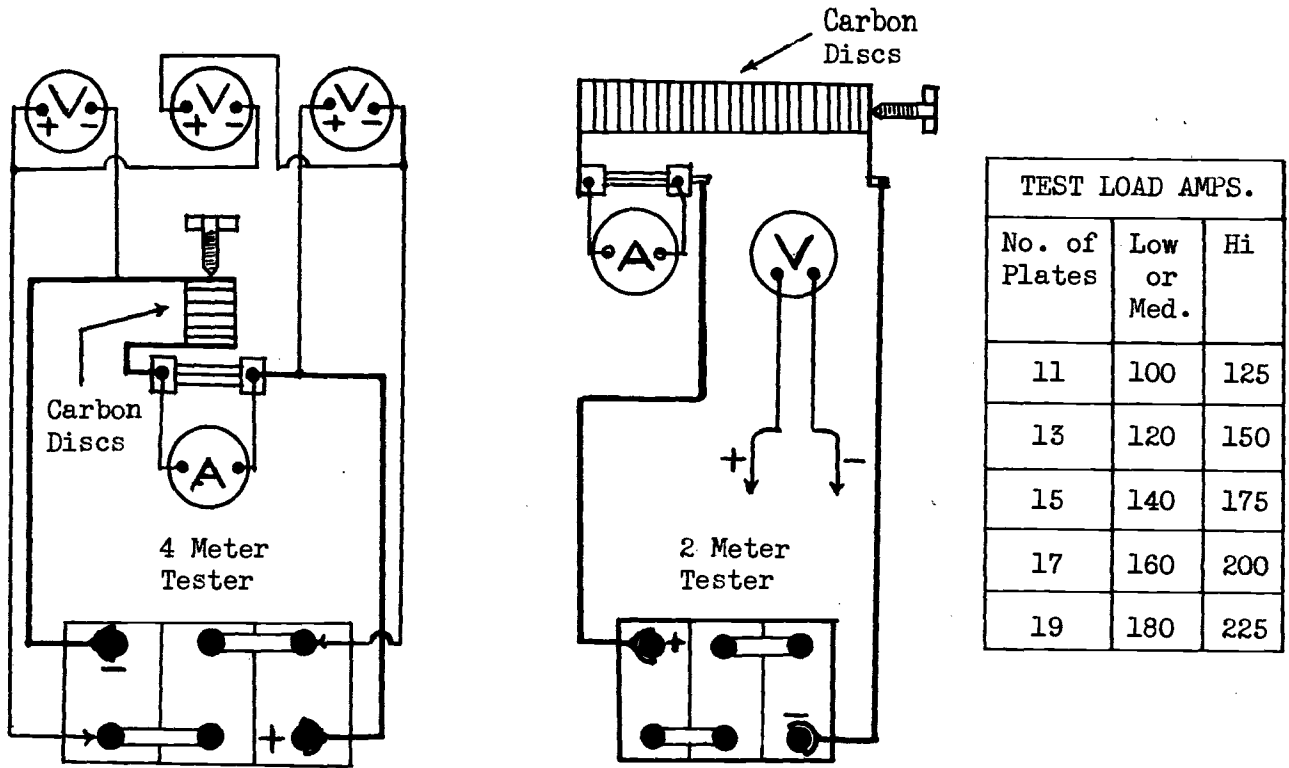 Carbon
Discs
V
+ -
V
+ -
V
+ -
Carbon
Discs
A
4 Meter
Tester
-
+
A
V
+ -
2 Meter
Tester
+
-
TEST LOAD AMPS.
No. of Plates Low or Med. Hi
11 100 125
13 120 150
15 140 175
17 160 200
19 180 225